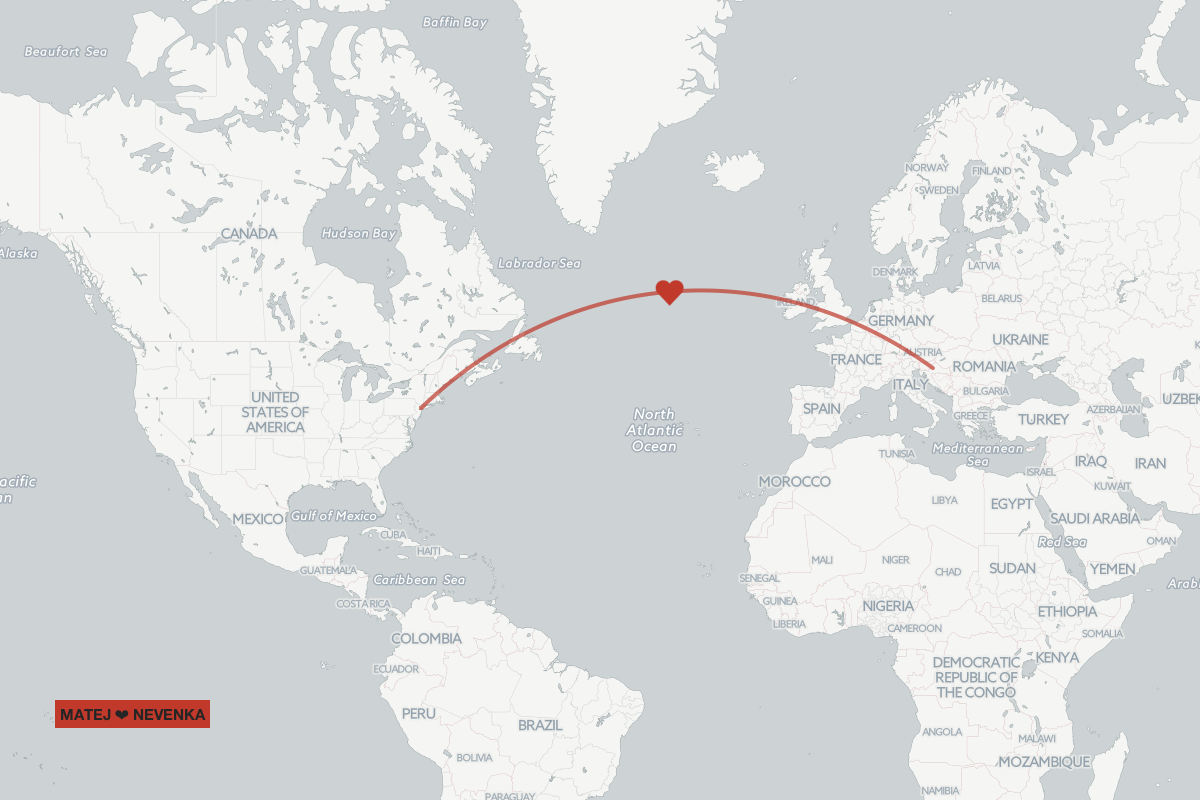 Baffin Bay
Beaufort Sea
NORWAY
FINLAND
SWEDEN
CANADA
Hudson Bay
Alaska
Labrador Sea
DENMARK
LATVIA
IRELAND
BELARUS
GERMANY
UKRAINE
AUSTRIA
FRANCE
ROMANIA
ITALY
BULGARIA
UNITED
STATES OF
AMERICA
SPAIN
GREECE
TURKEY
AZERBAIJAN
UZBEK
North
Atlantic
Ocean
Mediterranean
Sea
TUNISIA
ISRAEL
IRAQ
IRAN
acific
an
MOROCCO
KUWAIT
LIBYA
EGYPT
MEXICO
Gulf of Mexico
SAUDI ARABIA
CUBA
HAITI
Red Sea
OMAN
GUATEMALA
Caribbean Sea
MALI
NIGER
CHAD
SUDAN
YEMEN
SENEGAL
Arab
COSTA RICA
GUINEA
NIGERIA
ETHIOPIA
LIBERIA
CAMEROON
SOMALIA
COLOMBIA
ECUADOR
KENYA
DEMOCRATIC
REPUBLIC OF
THE CONGO
PERU
BRAZIL
MATEJ ❤ NEVENKA
ANGOLA
MALAWI
BOLIVIA
MOZAMBIQUE
NAMIBIA
PARAGUAY